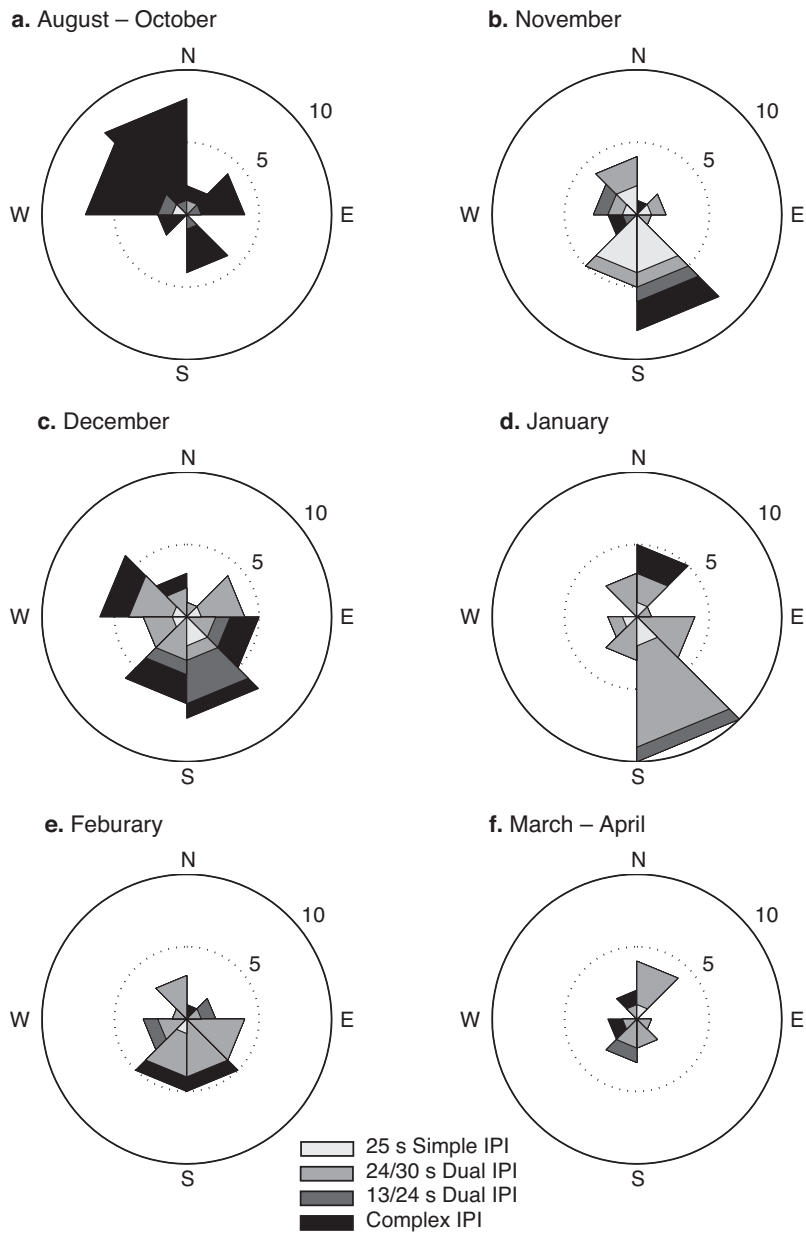 a. August – October
b. November
N
N
10
10
5
5
W
E
W
E
S
S
c. December
d. January
N
N
10
10
5
5
W
E
W
E
S
S
e. Feburary
f. March – April
N
N
10
10
5
5
W
E
W
E
S
S
25 s Simple IPI
24/30 s Dual IPI
13/24 s Dual IPI
Complex IPI